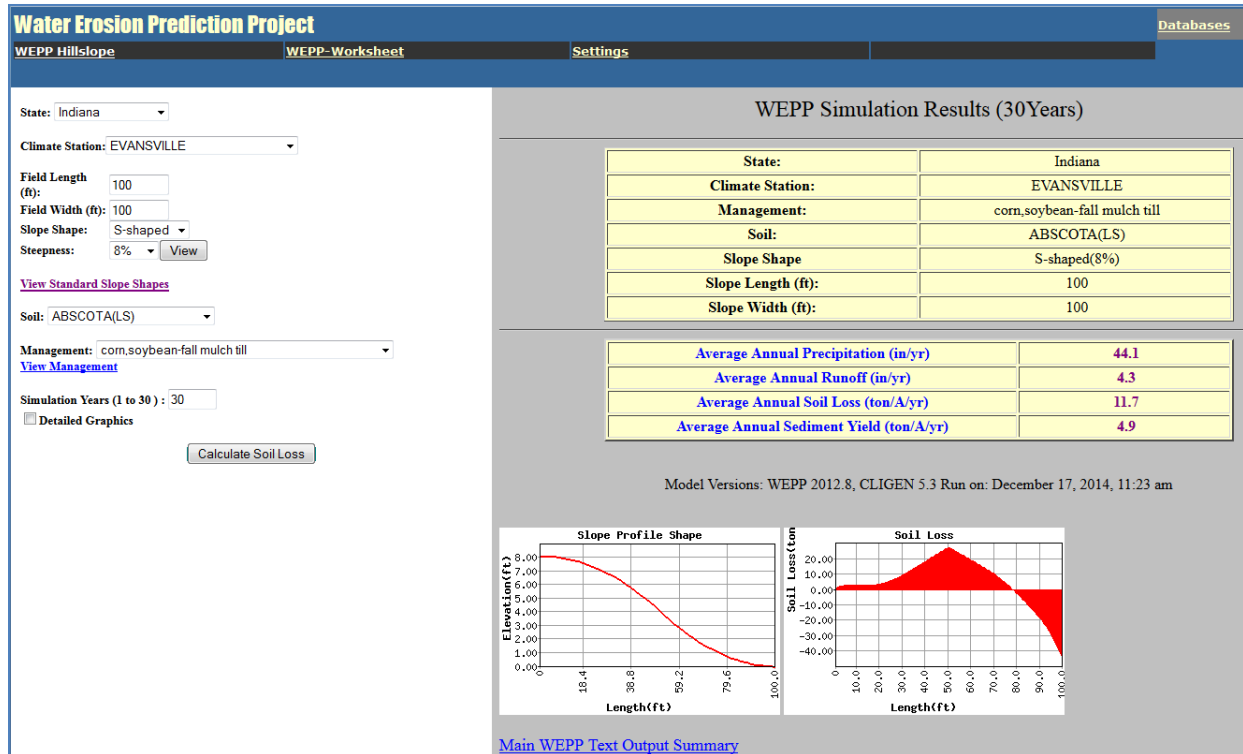 Water Erosion Prediction Project
Databases
WEPP Hillslope WEPP-Worksheet Settings
State: Indiana
Climate Station: EVANSVILLE
Field Length
(ft): 100
Field Width (ft): 100
Slope Shape: S-shaped
Steepness: 8% View
View Standard Slope Shapes
Soil: ABSCOTA(LS)
Management: corn,soybean-fall mulch till
View Management
Simulation Years (1 to 30 ) : 30
Detailed Graphics
Calculate Soil Loss
WEPP Simulation Results (30Years)
State: Indiana
Climate Station: EVANSVILLE
Management: corn,soybean-fall mulch till
Soil: ABSCOTA(LS)
Slope Shape S-shaped(8%)
Slope Length (ft): 100
Slope Width (ft): 100
Average Annual Precipitation (in/yr) 44.1
Average Annual Runoff (in/yr) 4.3
Average Annual Soil Loss (ton/A/yr) 11.7
Average Annual Sediment Yield (ton/A/yr) 4.9
Model Versions: WEPP 2012.8, CLIGEN 5.3 Run on: December 17, 2014, 11:23 am
Slope Profile Shape
Elevation(ft)
8.00
7.00
6.00
5.00
4.00
3.00
2.00
1.00
0.00
0 18.4 38.8 59.2 79.6 100.0
Length(ft)
Soil Loss
Soil Loss(ton
20.00
10.00
0.00
-10.00
-20.00
-30.00
-40.00
0 10.0 20.0 30.0 40.0 50.0 60.0 70.0 80.0 90.0 100.0
Length(ft)
Main WEPP Text Output Summary